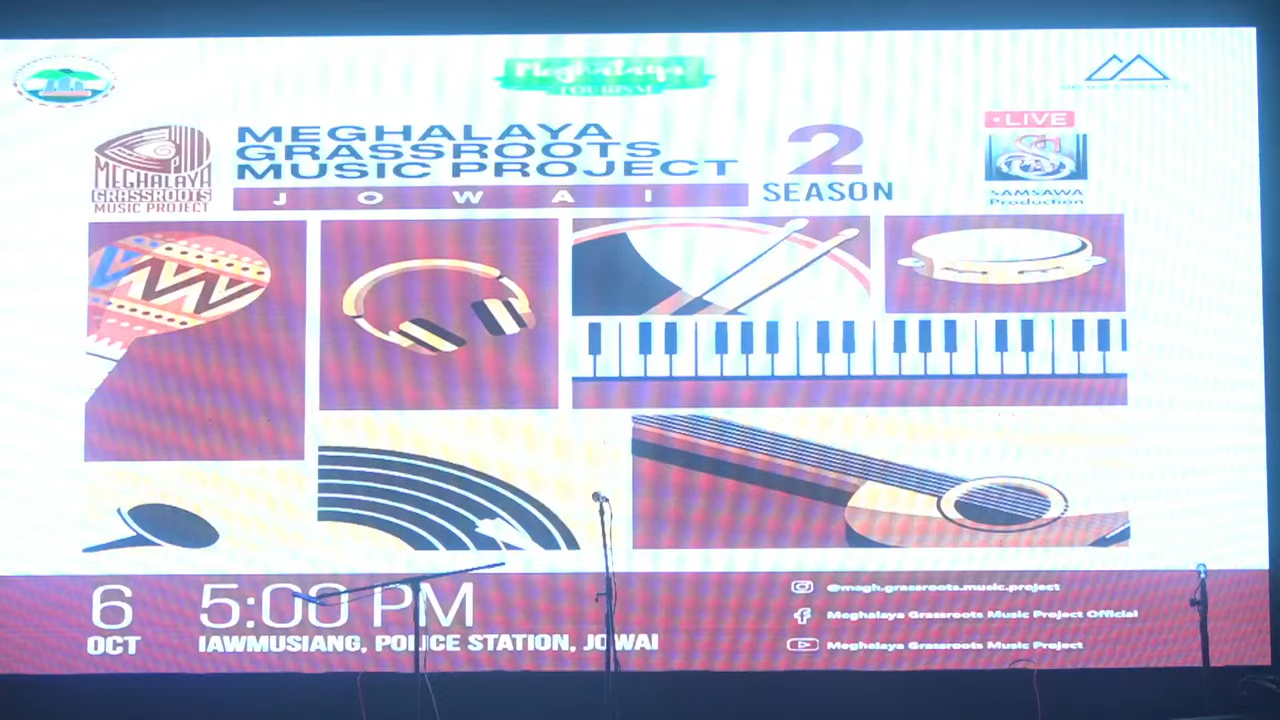 Meghalaya
TOURISM
MEGHALAYA
GRASSROOTS
MUSIC PROJECT
JOWAI
2
SEASON
LIVE
SAMSAWA
Production
MEGHALAYA
GRASSROOTS
MUSIC PROJECT
6
OCT
5:00 PM
IAWMUSIANG, POLICE STATION, JOWAI
@megh.grassroots.music.project
Meghalaya Grassroots Music Project Official
Meghalaya Grassroots Music Project